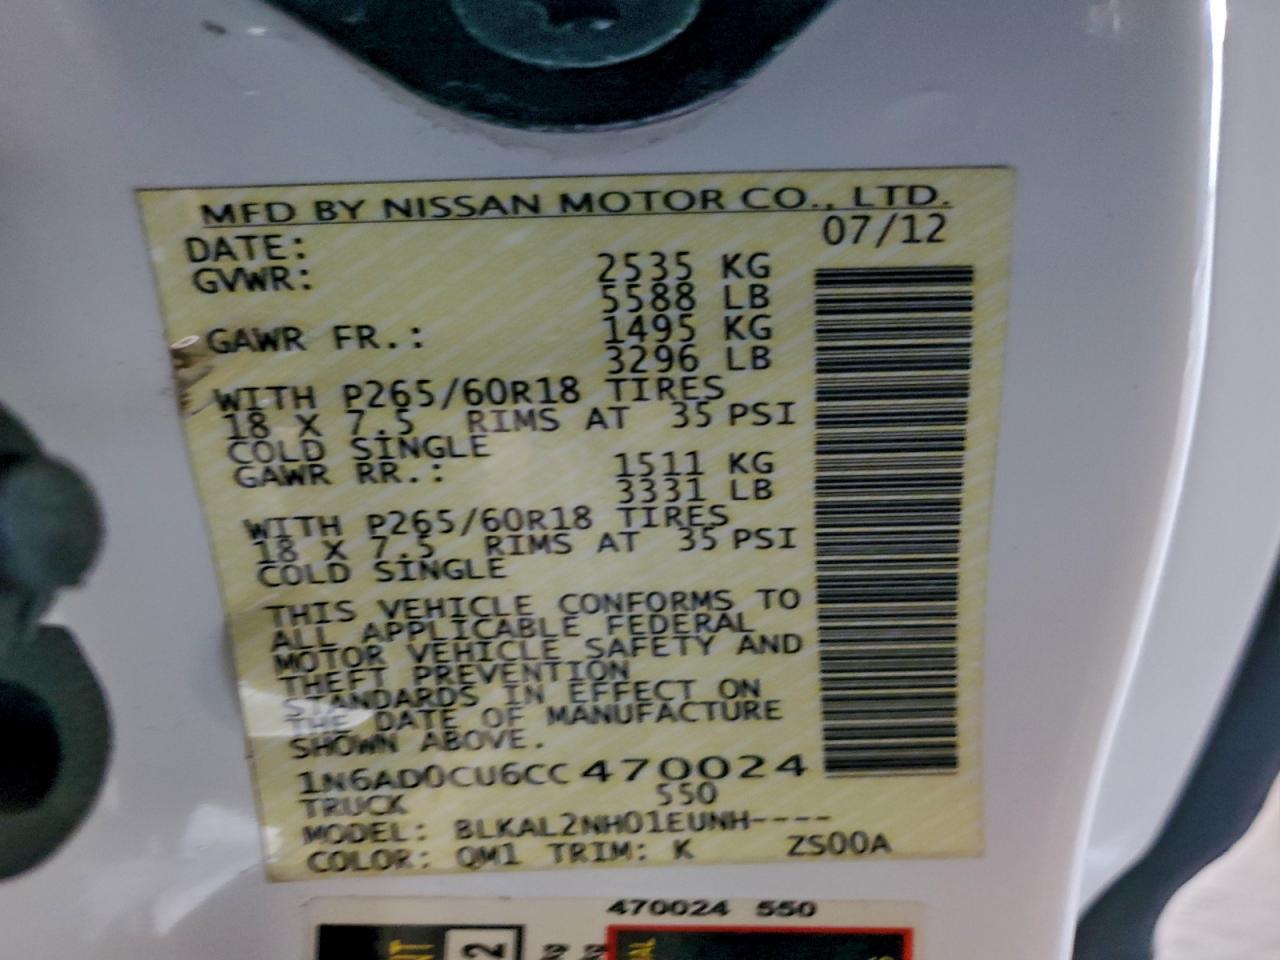 MFD BY NISSAN MOTOR CO., LTD.
DATE: 07/12
GVWR: 2535 KG
5588 LB
GAWR FR.: 1495 KG
3296 LB
WITH P265/60R18 TIRES
18 X 7.5 RIMS AT 35 PSI
COLD SINGLE
GAWR RR.: 1511 KG
3331 LB
WITH P265/60R18 TIRES
18 X 7.5 RIMS AT 35 PSI
COLD SINGLE
THIS VEHICLE CONFORMS TO
ALL APPLICABLE FEDERAL
MOTOR VEHICLE SAFETY AND
THEFT PREVENTION
STANDARDS IN EFFECT ON
THE DATE OF MANUFACTURE
SHOWN ABOVE.
1N6AD0CU6CC470024
TRUCK 550
MODEL: BLKAL2NH01EUNH----
COLOR: QM1 TRIM: K ZS00A
470024 550
2